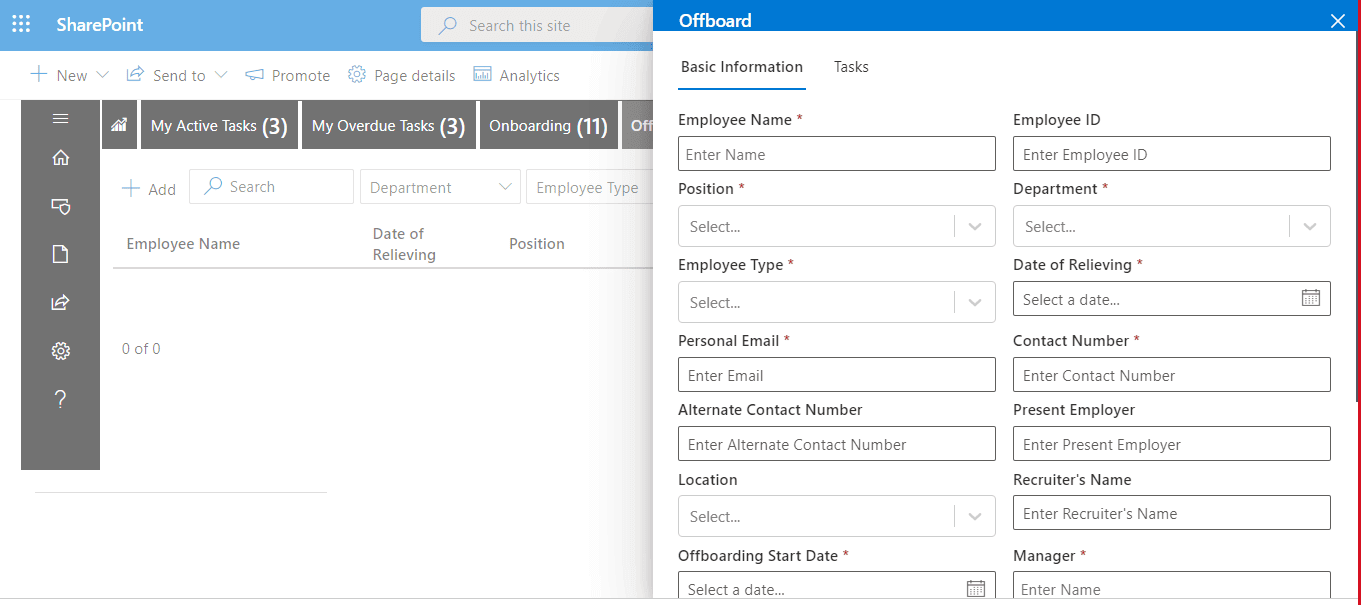 SharePoint
Search this site
New
Send to
Promote
Page details
Analytics
My Active Tasks (3)
My Overdue Tasks (3)
Onboarding (11)
Off
Add
Search
Department
Employee Type
Employee Name
Date of
Relieving
Position
0 of 0
Offboard
Basic Information
Tasks
Employee Name *
Employee ID
Enter Name
Enter Employee ID
Position *
Department *
Select...
Select...
Employee Type *
Date of Relieving *
Select...
Select a date...
Personal Email *
Contact Number *
Enter Email
Enter Contact Number
Alternate Contact Number
Present Employer
Enter Alternate Contact Number
Enter Present Employer
Location
Recruiter's Name
Select...
Enter Recruiter's Name
Offboarding Start Date *
Manager *
Select a date...
Enter Name